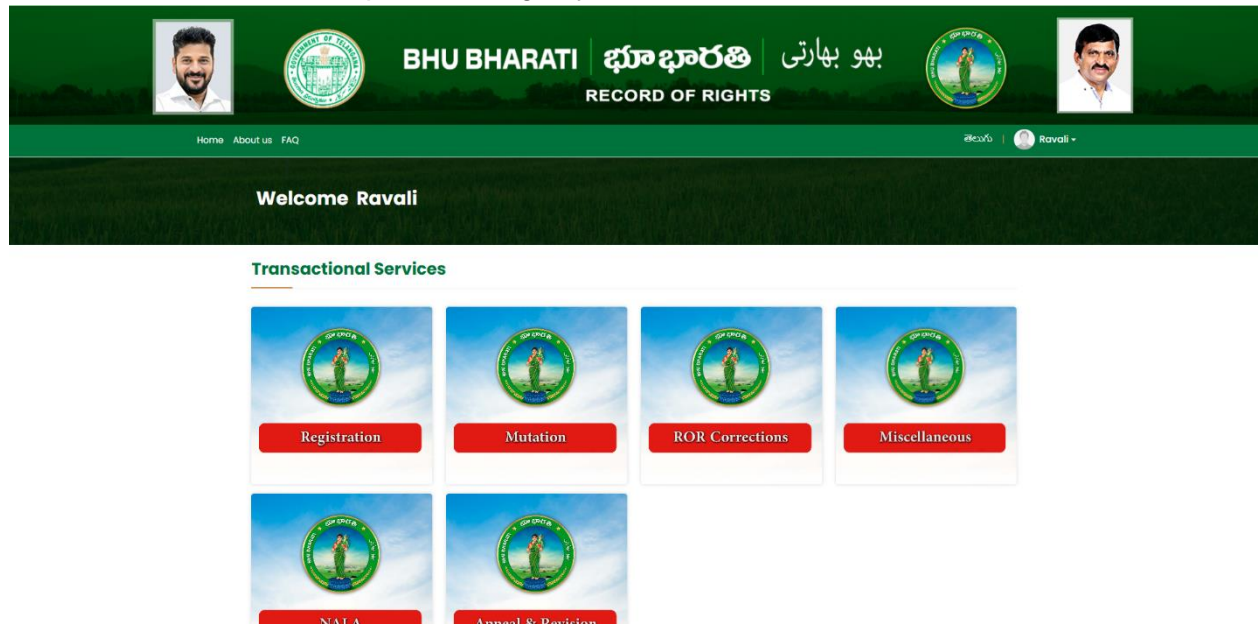 BHU BHARATI | భూభారతి | بھو بھارتی
RECORD OF RIGHTS
Home About us FAQ
తెలుగు | Ravali
Welcome Ravali
Transactional Services
Registration
Mutation
ROR Corrections
Miscellaneous
NALA
Appeal & Revision